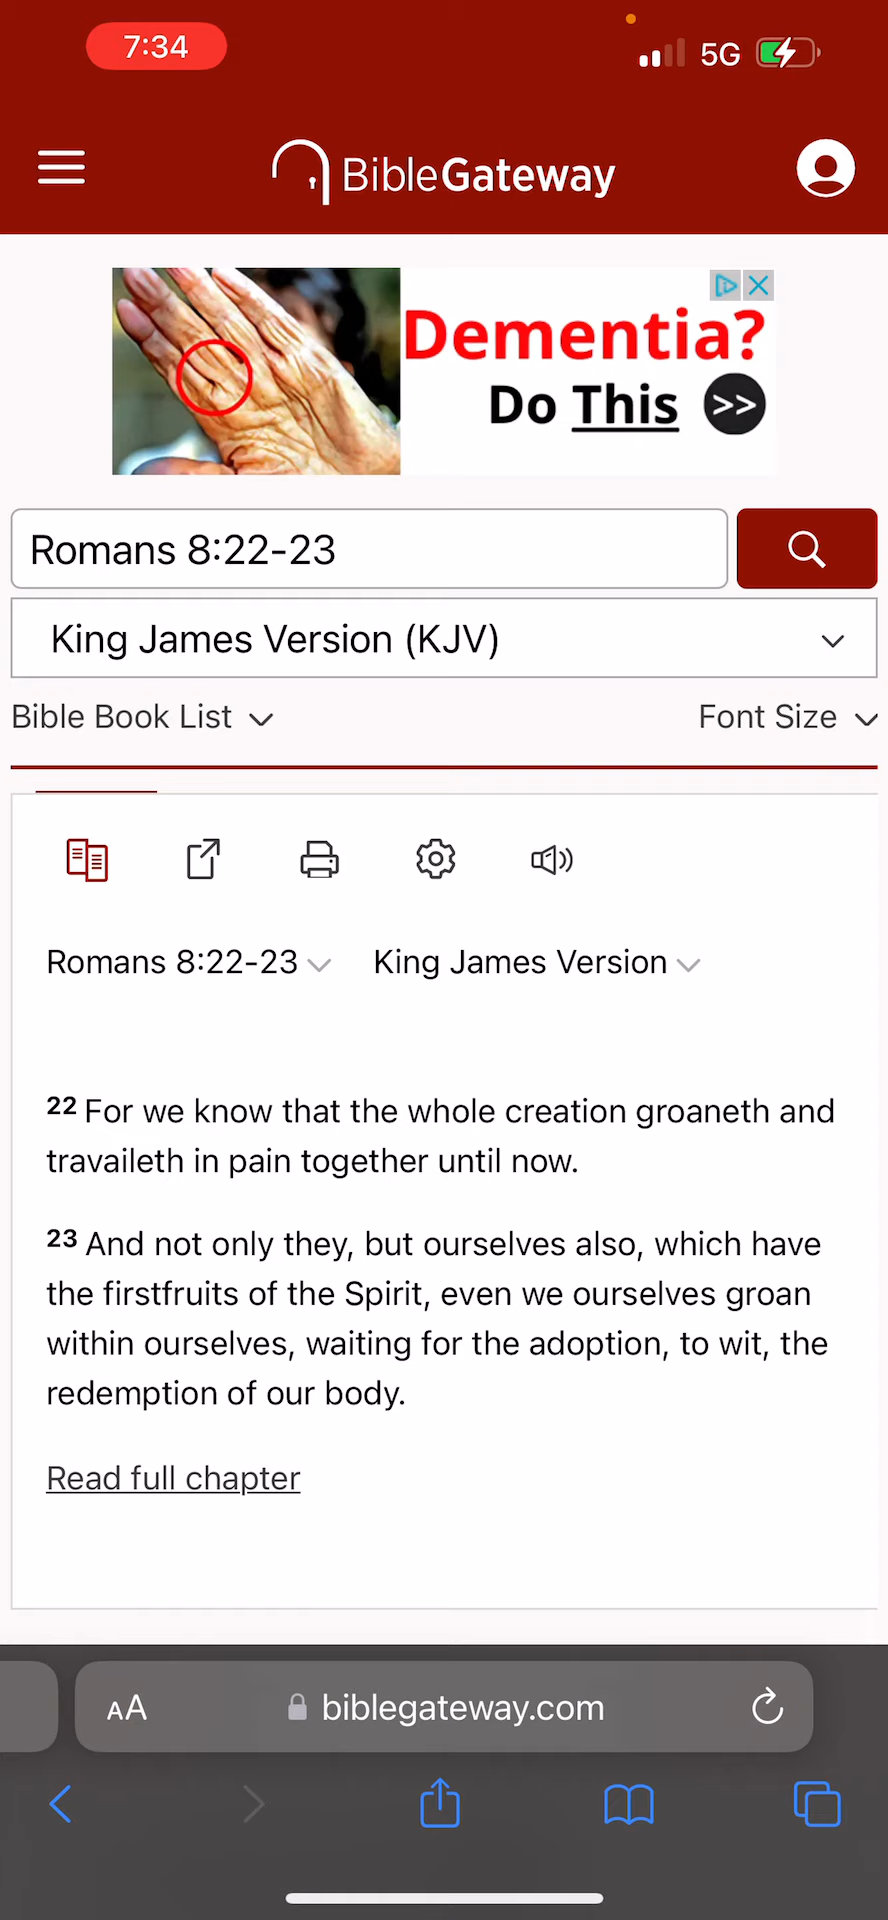 7:34
5G
BibleGateway
Dementia?
Do This >>
Romans 8:22-23
King James Version (KJV)
Bible Book List
Font Size
Romans 8:22-23 King James Version
22 For we know that the whole creation groaneth and
travaileth in pain together until now.
23 And not only they, but ourselves also, which have
the firstfruits of the Spirit, even we ourselves groan
within ourselves, waiting for the adoption, to wit, the
redemption of our body.
Read full chapter
AA biblegateway.com